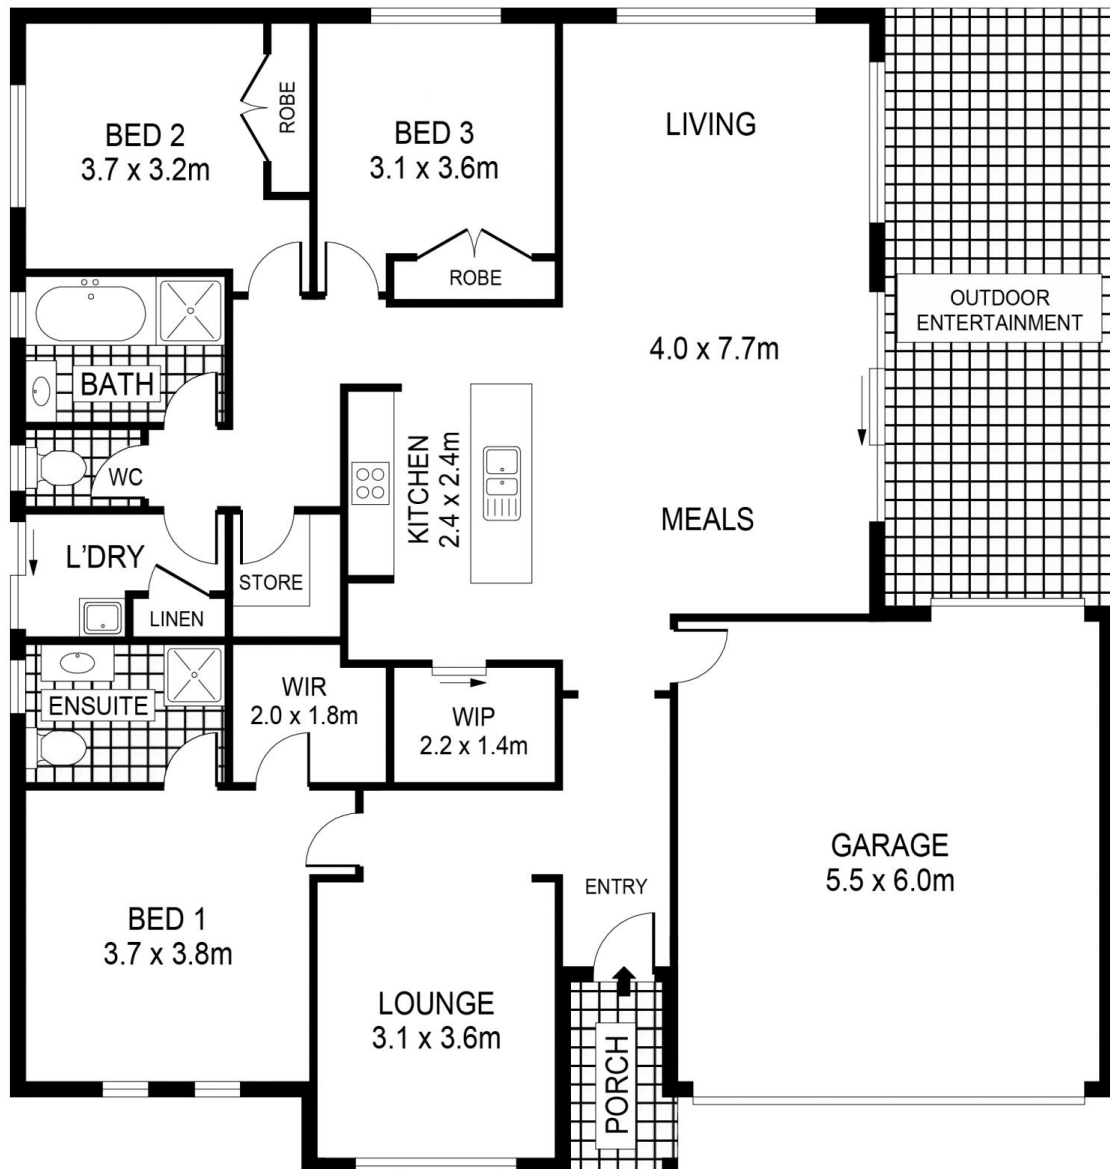 BED 2
3.7 x 3.2m
ROBE
BED 3
3.1 x 3.6m
ROBE
LIVING
4.0 x 7.7m
OUTDOOR
ENTERTAINMENT
BATH
WC
KITCHEN
2.4 x 2.4m
MEALS
L'DRY
LINEN
STORE
ENSUITE
WIR
2.0 x 1.8m
WIP
2.2 x 1.4m
GARAGE
5.5 x 6.0m
ENTRY
BED 1
3.7 x 3.8m
LOUNGE
3.1 x 3.6m
PORCH